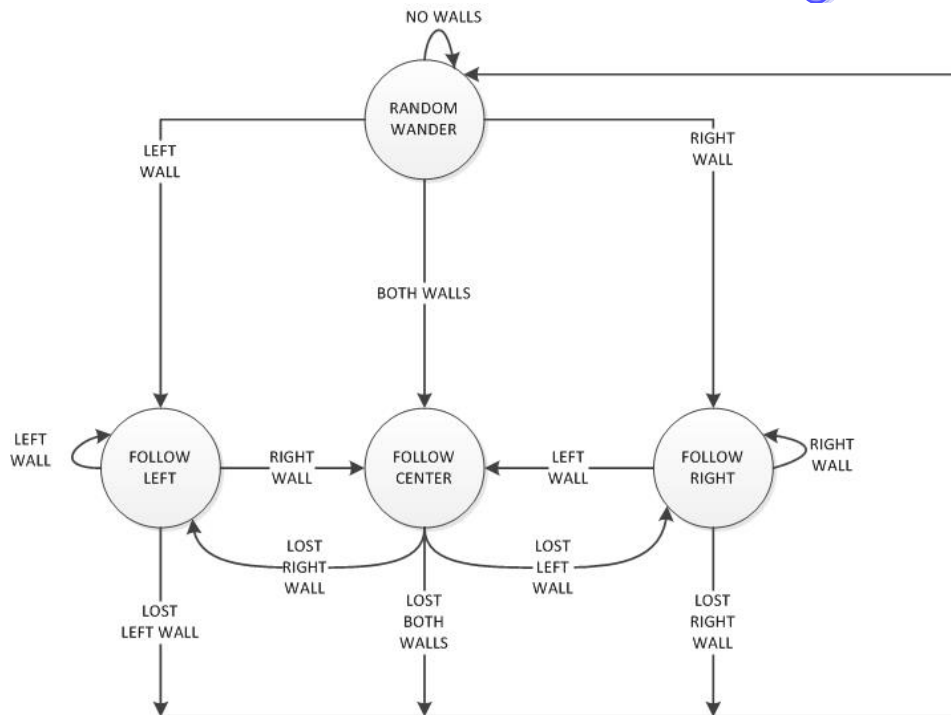 NO WALLS
RANDOM
WANDER
LEFT
WALL
RIGHT
WALL
BOTH WALLS
LEFT
WALL
FOLLOW
LEFT
RIGHT
WALL
FOLLOW
CENTER
LEFT
WALL
FOLLOW
RIGHT
RIGHT
WALL
LOST
RIGHT
WALL
LOST
LEFT
WALL
LOST
LEFT WALL
LOST
BOTH
WALLS
LOST
RIGHT
WALL